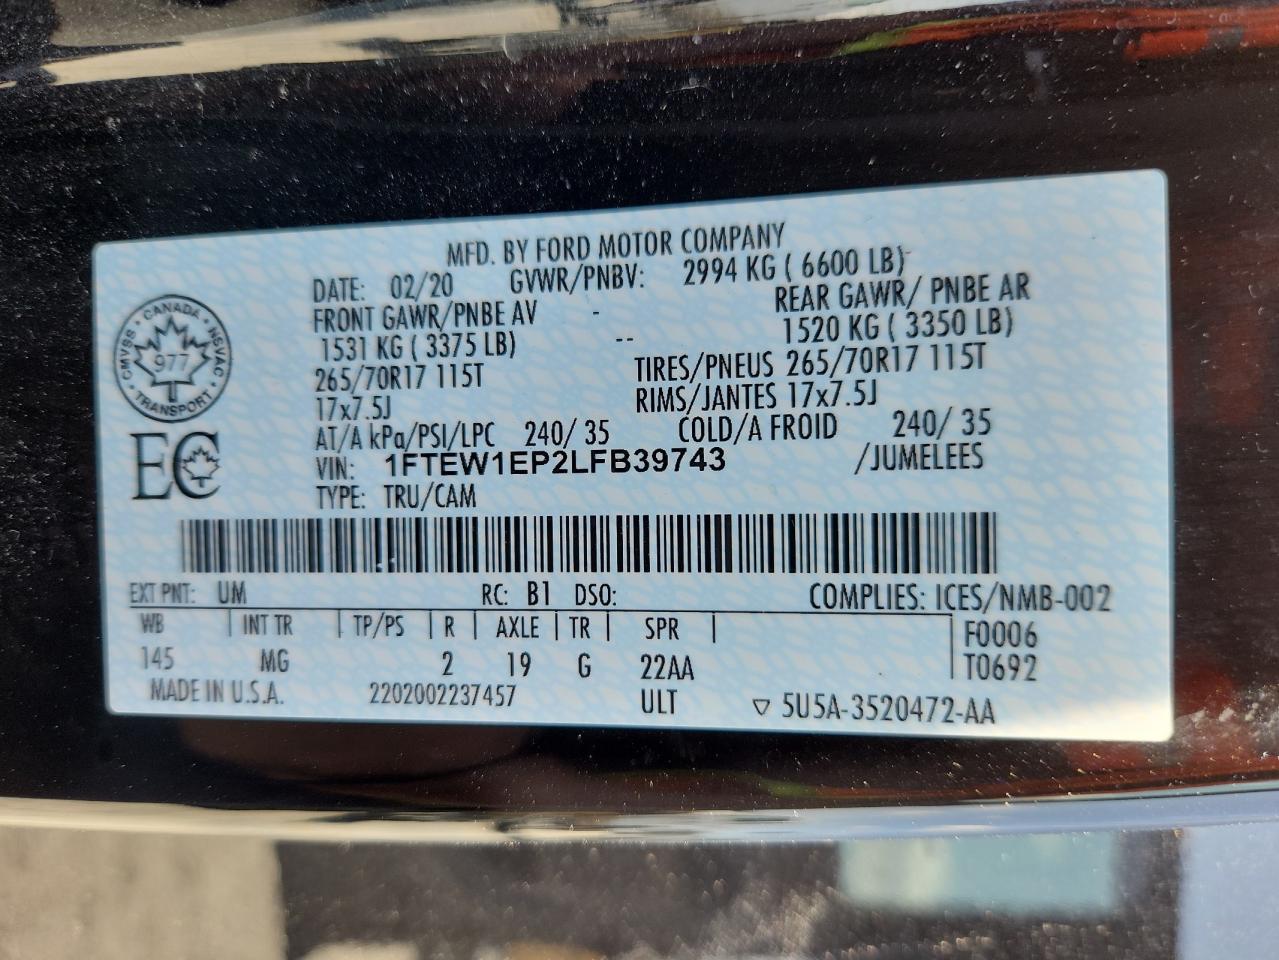 MFD. BY FORD MOTOR COMPANY
DATE: 02/20 GVWR/PNBV: 2994 KG ( 6600 LB)
FRONT GAWR/PNBE AV - REAR GAWR/ PNBE AR
1531 KG ( 3375 LB) -- 1520 KG ( 3350 LB)
265/70R17 115T TIRES/PNEUS 265/70R17 115T
17x7.5J RIMS/JANTES 17x7.5J
AT/A kPa/PSI/LPC 240/ 35 COLD/A FROID 240/ 35
VIN: 1FTEW1EP2LFB39743 /JUMELEES
TYPE: TRU/CAM
CANADA
CMVSS · NSVAC
977
TRANSPORT
EC
EXT PNT: UM RC: B1 DSO: COMPLIES: ICES/NMB-002
WB | INT TR | TP/PS | R | AXLE | TR | SPR | F0006
145 MG 2 19 G 22AA T0692
MADE IN U.S.A. 2202002237457 ULT ▽ 5U5A-3520472-AA